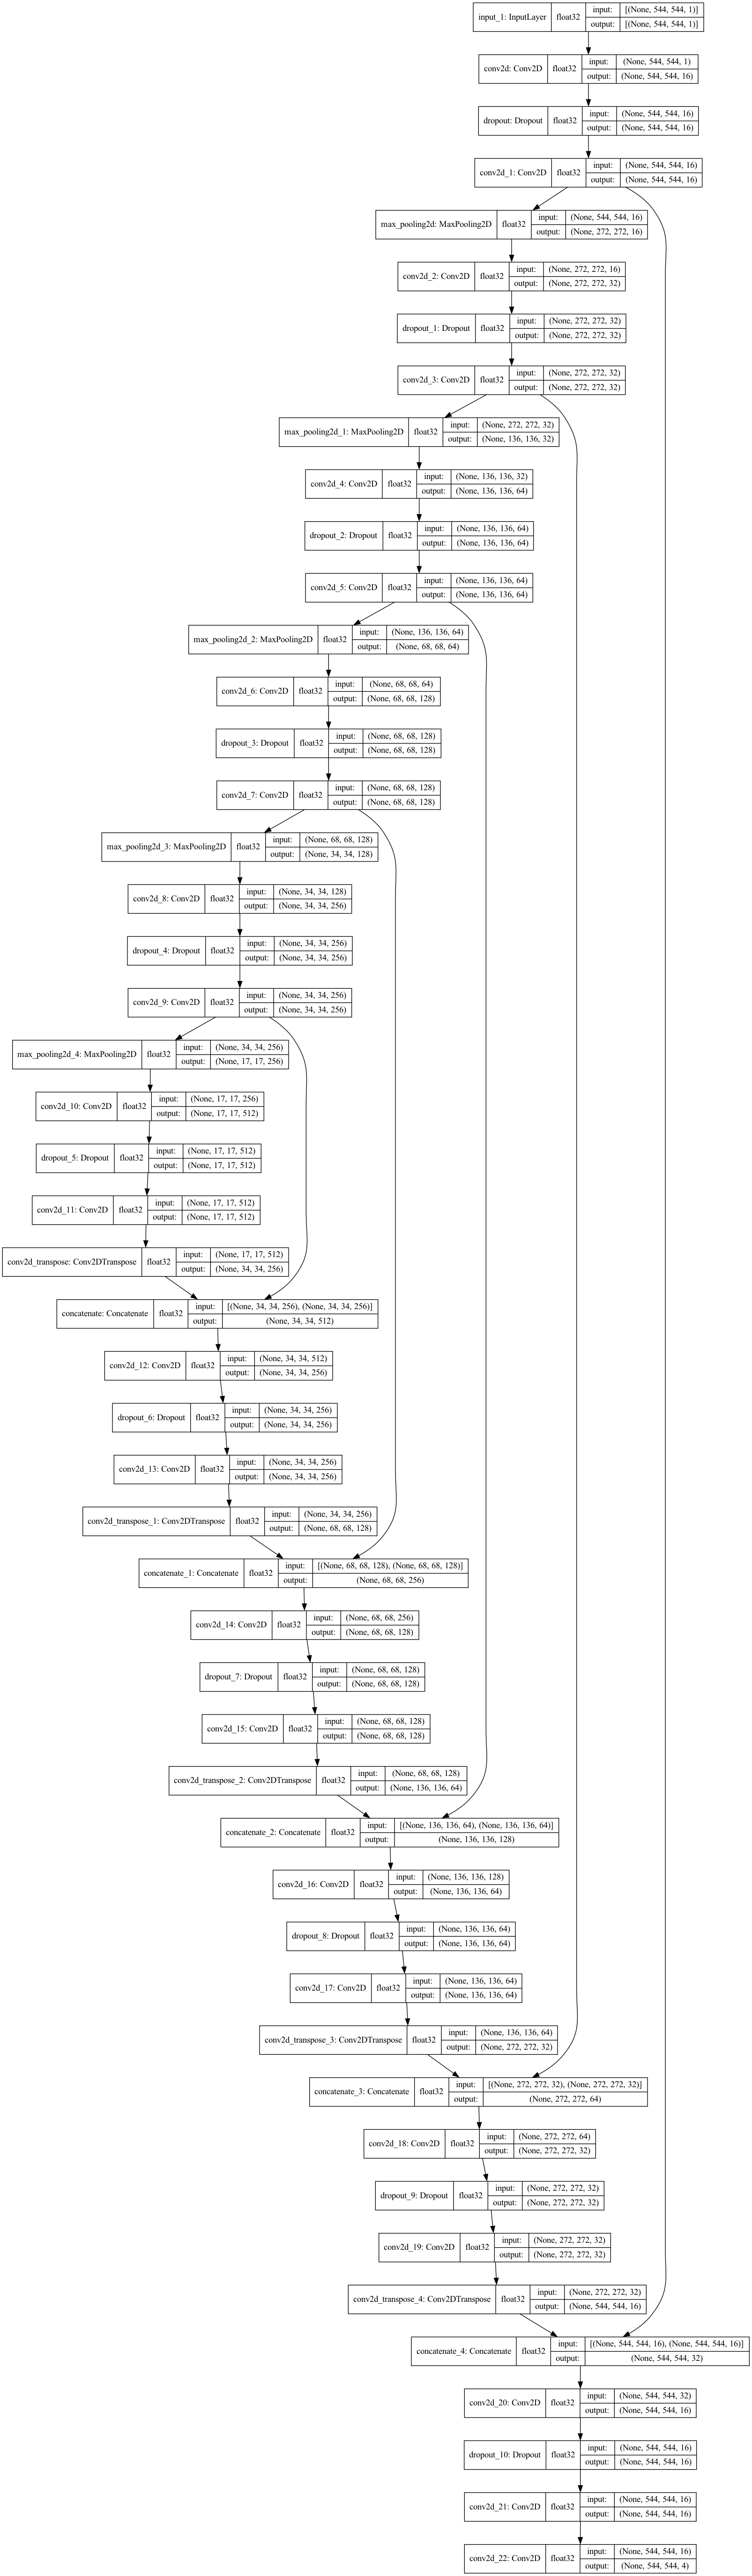 input_1: InputLayer float32 input: [(None, 544, 544, 1)]
output: [(None, 544, 544, 1)]
conv2d: Conv2D float32 input: (None, 544, 544, 1)
output: (None, 544, 544, 16)
dropout: Dropout float32 input: (None, 544, 544, 16)
output: (None, 544, 544, 16)
conv2d_1: Conv2D float32 input: (None, 544, 544, 16)
output: (None, 544, 544, 16)
max_pooling2d: MaxPooling2D float32 input: (None, 544, 544, 16)
output: (None, 272, 272, 16)
conv2d_2: Conv2D float32 input: (None, 272, 272, 16)
output: (None, 272, 272, 32)
dropout_1: Dropout float32 input: (None, 272, 272, 32)
output: (None, 272, 272, 32)
conv2d_3: Conv2D float32 input: (None, 272, 272, 32)
output: (None, 272, 272, 32)
max_pooling2d_1: MaxPooling2D float32 input: (None, 272, 272, 32)
output: (None, 136, 136, 32)
conv2d_4: Conv2D float32 input: (None, 136, 136, 32)
output: (None, 136, 136, 64)
dropout_2: Dropout float32 input: (None, 136, 136, 64)
output: (None, 136, 136, 64)
conv2d_5: Conv2D float32 input: (None, 136, 136, 64)
output: (None, 136, 136, 64)
max_pooling2d_2: MaxPooling2D float32 input: (None, 136, 136, 64)
output: (None, 68, 68, 64)
conv2d_6: Conv2D float32 input: (None, 68, 68, 64)
output: (None, 68, 68, 128)
dropout_3: Dropout float32 input: (None, 68, 68, 128)
output: (None, 68, 68, 128)
conv2d_7: Conv2D float32 input: (None, 68, 68, 128)
output: (None, 68, 68, 128)
max_pooling2d_3: MaxPooling2D float32 input: (None, 68, 68, 128)
output: (None, 34, 34, 128)
conv2d_8: Conv2D float32 input: (None, 34, 34, 128)
output: (None, 34, 34, 256)
dropout_4: Dropout float32 input: (None, 34, 34, 256)
output: (None, 34, 34, 256)
conv2d_9: Conv2D float32 input: (None, 34, 34, 256)
output: (None, 34, 34, 256)
max_pooling2d_4: MaxPooling2D float32 input: (None, 34, 34, 256)
output: (None, 17, 17, 256)
conv2d_10: Conv2D float32 input: (None, 17, 17, 256)
output: (None, 17, 17, 512)
dropout_5: Dropout float32 input: (None, 17, 17, 512)
output: (None, 17, 17, 512)
conv2d_11: Conv2D float32 input: (None, 17, 17, 512)
output: (None, 17, 17, 512)
conv2d_transpose: Conv2DTranspose float32 input: (None, 17, 17, 512)
output: (None, 34, 34, 256)
concatenate: Concatenate float32 input: [(None, 34, 34, 256), (None, 34, 34, 256)]
output: (None, 34, 34, 512)
conv2d_12: Conv2D float32 input: (None, 34, 34, 512)
output: (None, 34, 34, 256)
dropout_6: Dropout float32 input: (None, 34, 34, 256)
output: (None, 34, 34, 256)
conv2d_13: Conv2D float32 input: (None, 34, 34, 256)
output: (None, 34, 34, 256)
conv2d_transpose_1: Conv2DTranspose float32 input: (None, 34, 34, 256)
output: (None, 68, 68, 128)
concatenate_1: Concatenate float32 input: [(None, 68, 68, 128), (None, 68, 68, 128)]
output: (None, 68, 68, 256)
conv2d_14: Conv2D float32 input: (None, 68, 68, 256)
output: (None, 68, 68, 128)
dropout_7: Dropout float32 input: (None, 68, 68, 128)
output: (None, 68, 68, 128)
conv2d_15: Conv2D float32 input: (None, 68, 68, 128)
output: (None, 68, 68, 128)
conv2d_transpose_2: Conv2DTranspose float32 input: (None, 68, 68, 128)
output: (None, 136, 136, 64)
concatenate_2: Concatenate float32 input: [(None, 136, 136, 64), (None, 136, 136, 64)]
output: (None, 136, 136, 128)
conv2d_16: Conv2D float32 input: (None, 136, 136, 128)
output: (None, 136, 136, 64)
dropout_8: Dropout float32 input: (None, 136, 136, 64)
output: (None, 136, 136, 64)
conv2d_17: Conv2D float32 input: (None, 136, 136, 64)
output: (None, 136, 136, 64)
conv2d_transpose_3: Conv2DTranspose float32 input: (None, 136, 136, 64)
output: (None, 272, 272, 32)
concatenate_3: Concatenate float32 input: [(None, 272, 272, 32), (None, 272, 272, 32)]
output: (None, 272, 272, 64)
conv2d_18: Conv2D float32 input: (None, 272, 272, 64)
output: (None, 272, 272, 32)
dropout_9: Dropout float32 input: (None, 272, 272, 32)
output: (None, 272, 272, 32)
conv2d_19: Conv2D float32 input: (None, 272, 272, 32)
output: (None, 272, 272, 32)
conv2d_transpose_4: Conv2DTranspose float32 input: (None, 272, 272, 32)
output: (None, 544, 544, 16)
concatenate_4: Concatenate float32 input: [(None, 544, 544, 16), (None, 544, 544, 16)]
output: (None, 544, 544, 32)
conv2d_20: Conv2D float32 input: (None, 544, 544, 32)
output: (None, 544, 544, 16)
dropout_10: Dropout float32 input: (None, 544, 544, 16)
output: (None, 544, 544, 16)
conv2d_21: Conv2D float32 input: (None, 544, 544, 16)
output: (None, 544, 544, 16)
conv2d_22: Conv2D float32 input: (None, 544, 544, 16)
output: (None, 544, 544, 4)